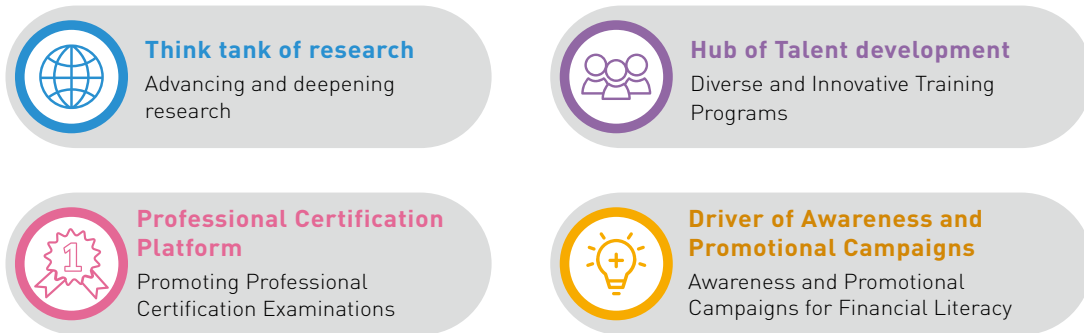 Think tank of research
Advancing and deepening
research
Hub of Talent development
Diverse and Innovative Training
Programs
1
Professional Certification
Platform
Promoting Professional
Certification Examinations
Driver of Awareness and
Promotional Campaigns
Awareness and Promotional
Campaigns for Financial Literacy